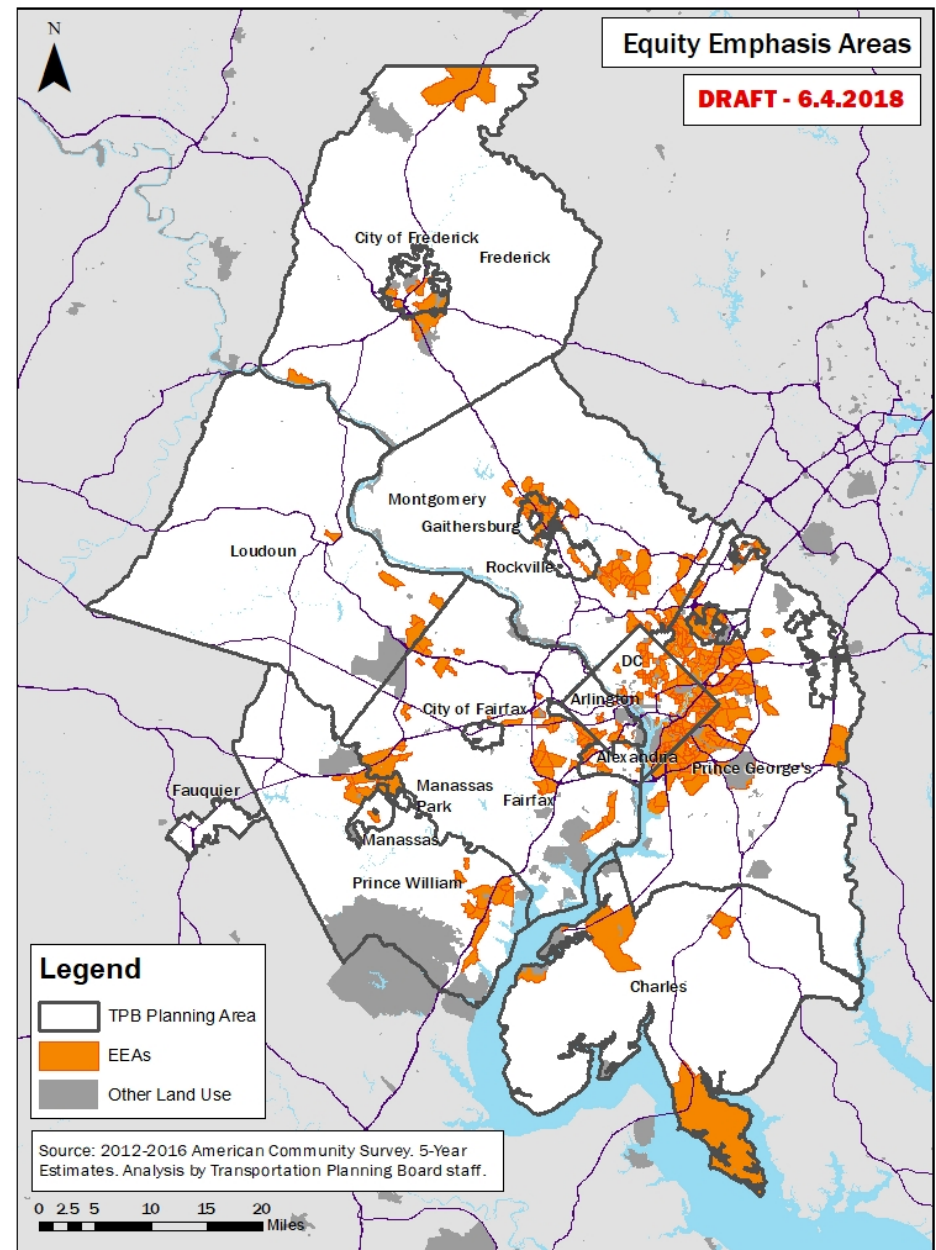 N
Equity Emphasis Areas
DRAFT - 6.4.2018
City of Frederick
Frederick
Montgomery
Gaithersburg
Loudoun
Rockville
DC
Arlington
City of Fairfax
Alexandria
Prince George's
Fauquier
Manassas
Park
Fairfax
Manassas
Prince William
Charles
Legend
TPB Planning Area
EEAs
Other Land Use
Source: 2012-2016 American Community Survey. 5-Year
Estimates. Analysis by Transportation Planning Board staff.
0 2.5 5 10 15 20
Miles